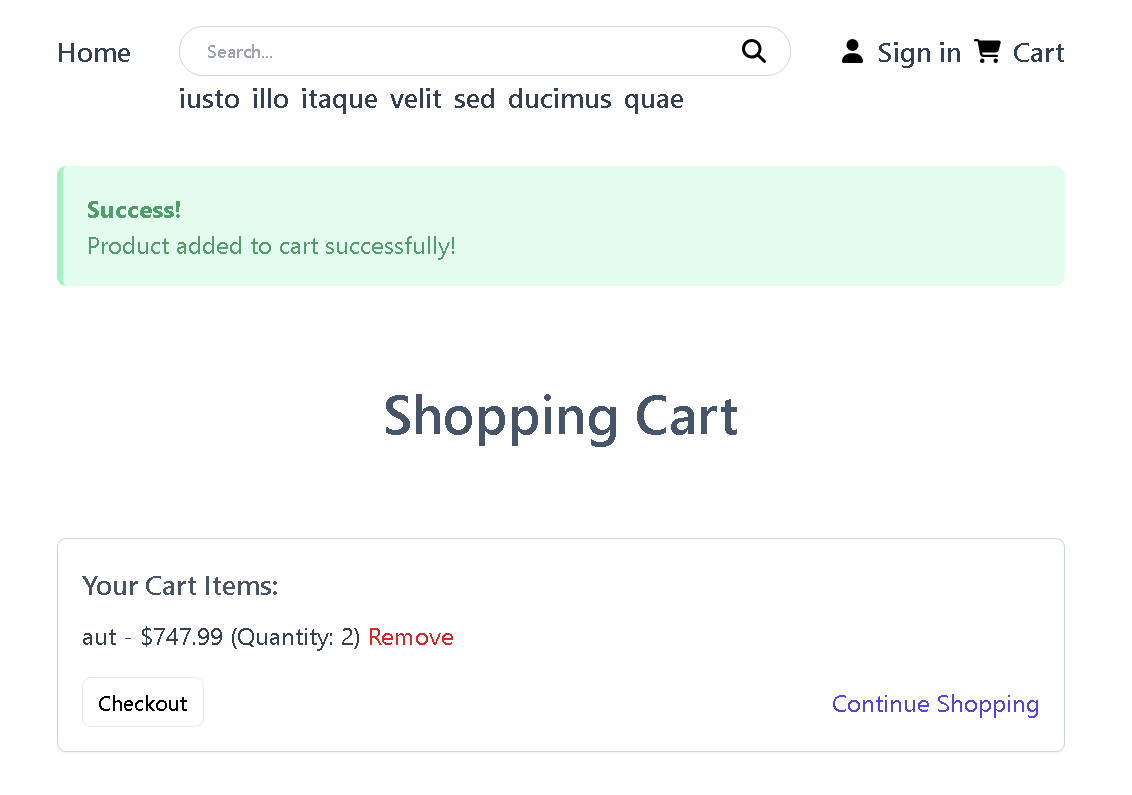 Home Search... Sign in Cart
iusto illo itaque velit sed ducimus quae
Success!
Product added to cart successfully!
Shopping Cart
Your Cart Items:
aut - $747.99 (Quantity: 2) Remove
Checkout Continue Shopping